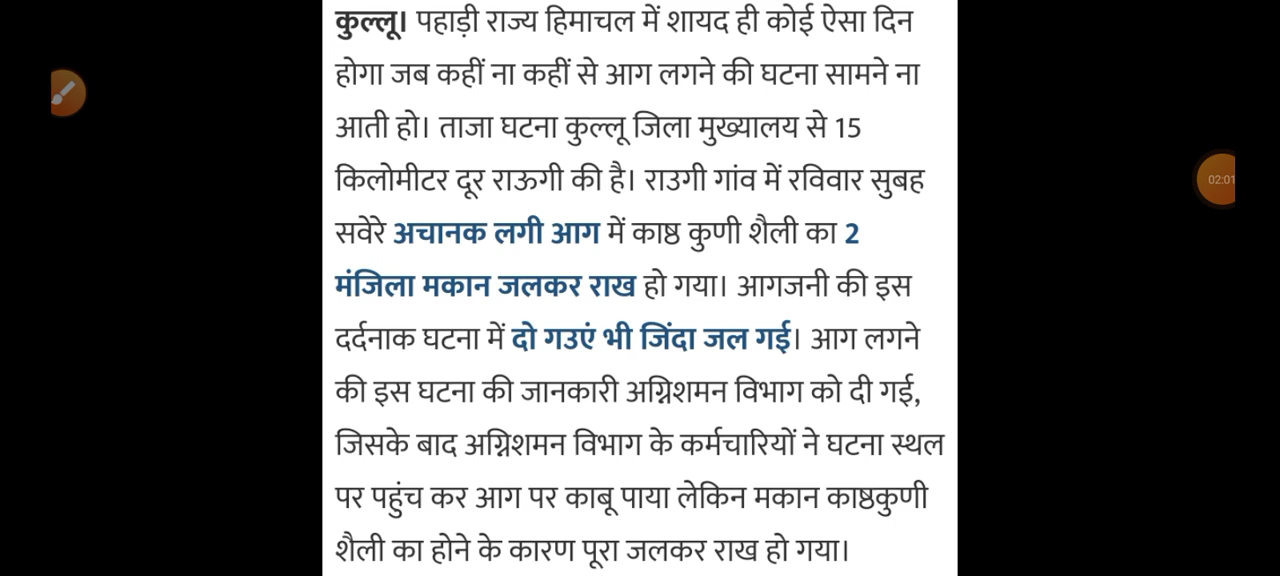 कुल्लू। पहाड़ी राज्य हिमाचल में शायद ही कोई ऐसा दिन
होगा जब कहीं ना कहीं से आग लगने की घटना सामने ना
आती हो। ताजा घटना कुल्लू जिला मुख्यालय से 15
किलोमीटर दूर राऊगी की है। राउगी गांव में रविवार सुबह
सवेरे अचानक लगी आग में काष्ठ कुणी शैली का 2
मंजिला मकान जलकर राख हो गया। आगजनी की इस
दर्दनाक घटना में दो गउएं भी जिंदा जल गई। आग लगने
की इस घटना की जानकारी अग्निशमन विभाग को दी गई,
जिसके बाद अग्निशमन विभाग के कर्मचारियों ने घटना स्थल
पर पहुंच कर आग पर काबू पाया लेकिन मकान काष्ठकुणी
शैली का होने के कारण पूरा जलकर राख हो गया।
02:01